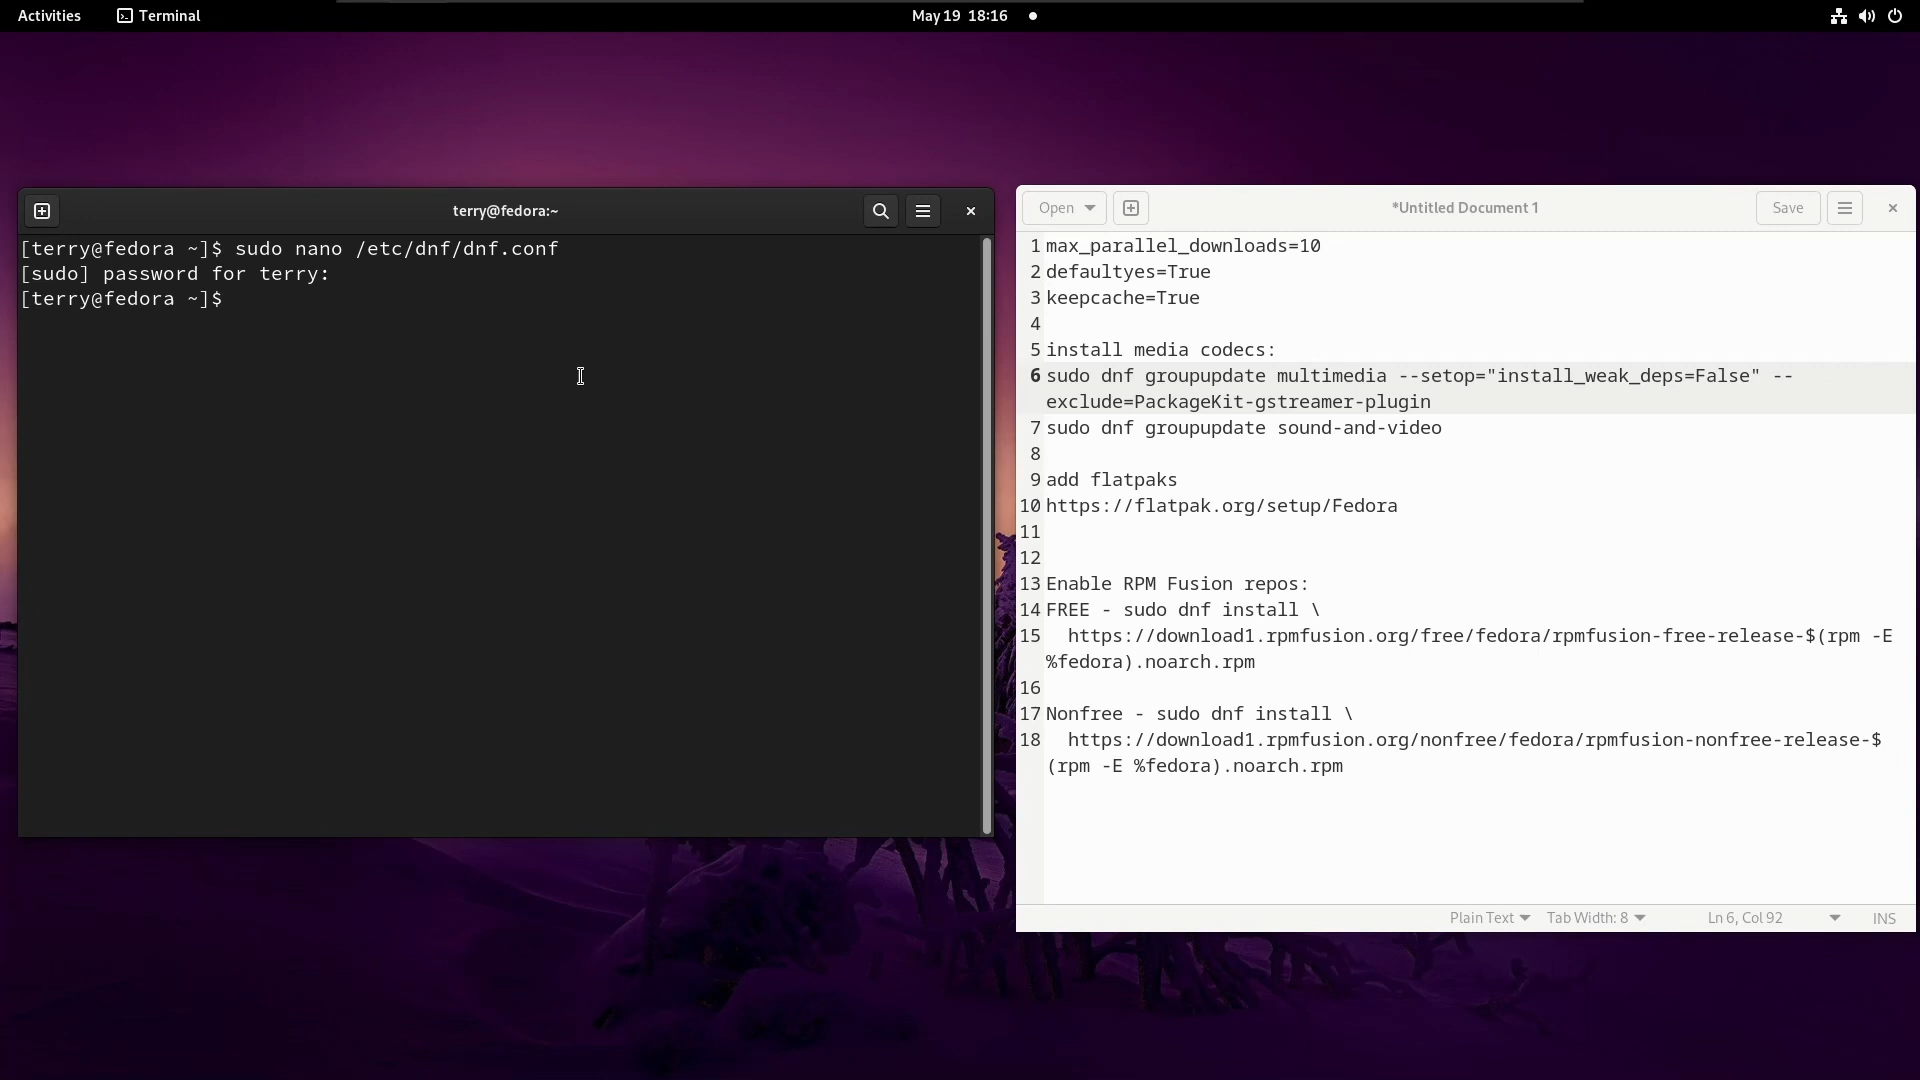 Activities
Terminal
May 19 18:16
terry@fedora:~
[terry@fedora ~]$ sudo nano /etc/dnf/dnf.conf
[sudo] password for terry:
[terry@fedora ~]$
Open
*Untitled Document 1
Save
1 max_parallel_downloads=10
2 defaultyes=True
3 keepcache=True
4
5 install media codecs:
6 sudo dnf groupupdate multimedia --setop="install_weak_deps=False" --
exclude=PackageKit-gstreamer-plugin
7 sudo dnf groupupdate sound-and-video
8
9 add flatpaks
10 https://flatpak.org/setup/Fedora
11
12
13 Enable RPM Fusion repos:
14 FREE - sudo dnf install \
15   https://download1.rpmfusion.org/free/fedora/rpmfusion-free-release-$(rpm -E
%fedora).noarch.rpm
16
17 Nonfree - sudo dnf install \
18   https://download1.rpmfusion.org/nonfree/fedora/rpmfusion-nonfree-release-$
(rpm -E %fedora).noarch.rpm
Plain Text
Tab Width: 8
Ln 6, Col 92
INS